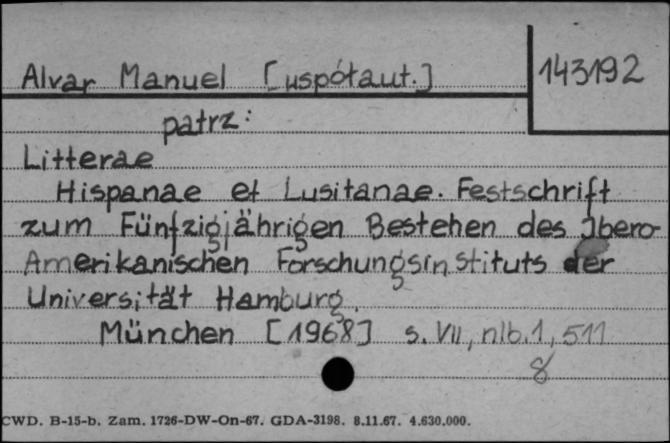 Alvar Manuel [uspótaut.]
143192
patrz:
Litterae
Hispanae et Lusitanae. Festschrift
zum Fünfzigjährigen Bestehen des Ibero-
Amerikanischen Forschungsinstituts der
Universität Hamburg.
München [1968] s. VII, nlb.1, 511
8
CWD. B-15-b. Zam. 1726-DW-On-67. GDA-3198. 8.11.67. 4.630.000.